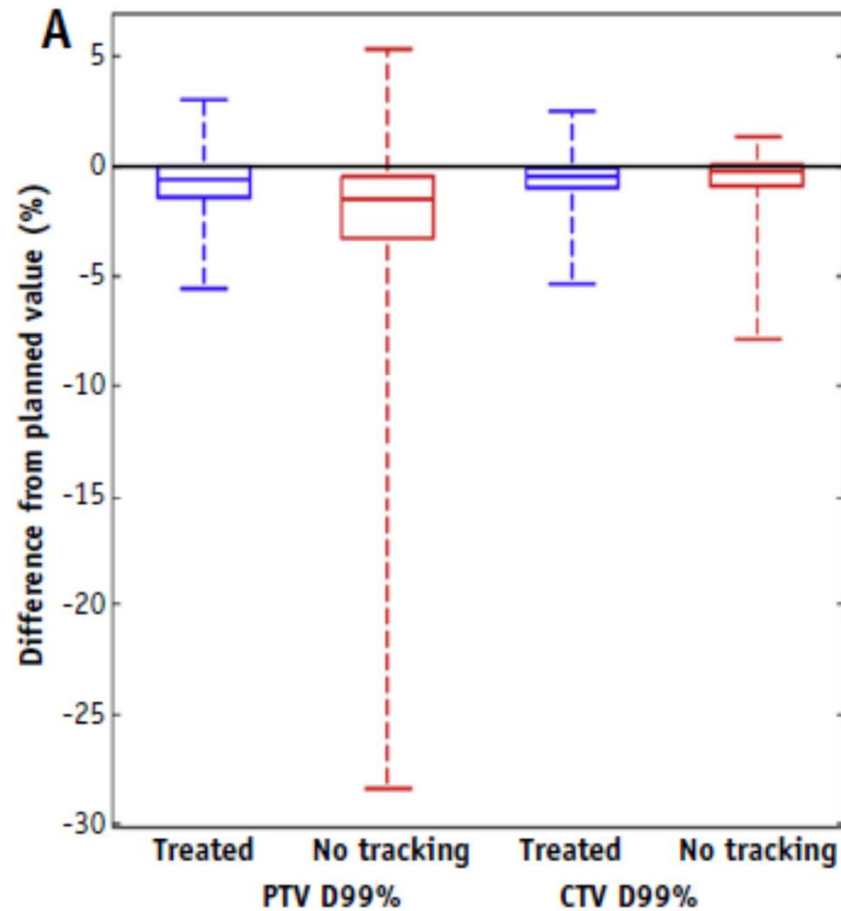 A
Difference from planned value (%)
5
0
-5
-10
-15
-20
-25
-30
Treated No tracking Treated No tracking
PTV D99% CTV D99%